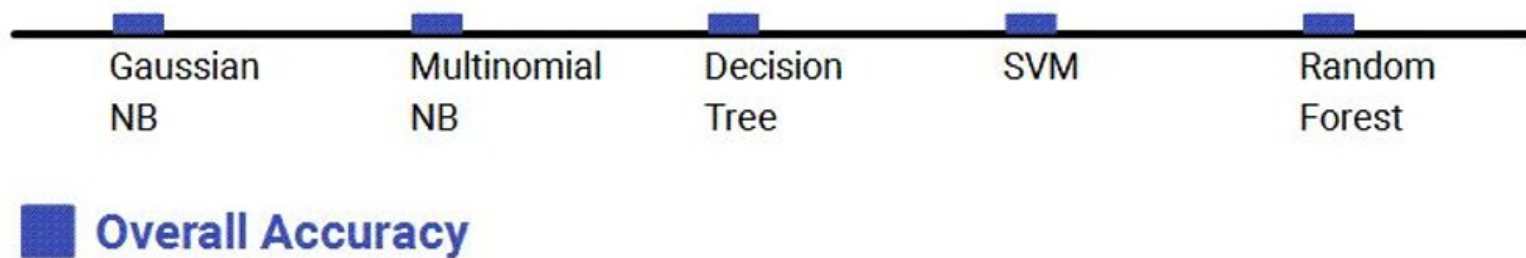 Gaussian NB
Multinomial NB
Decision Tree
SVM
Random Forest
Overall Accuracy